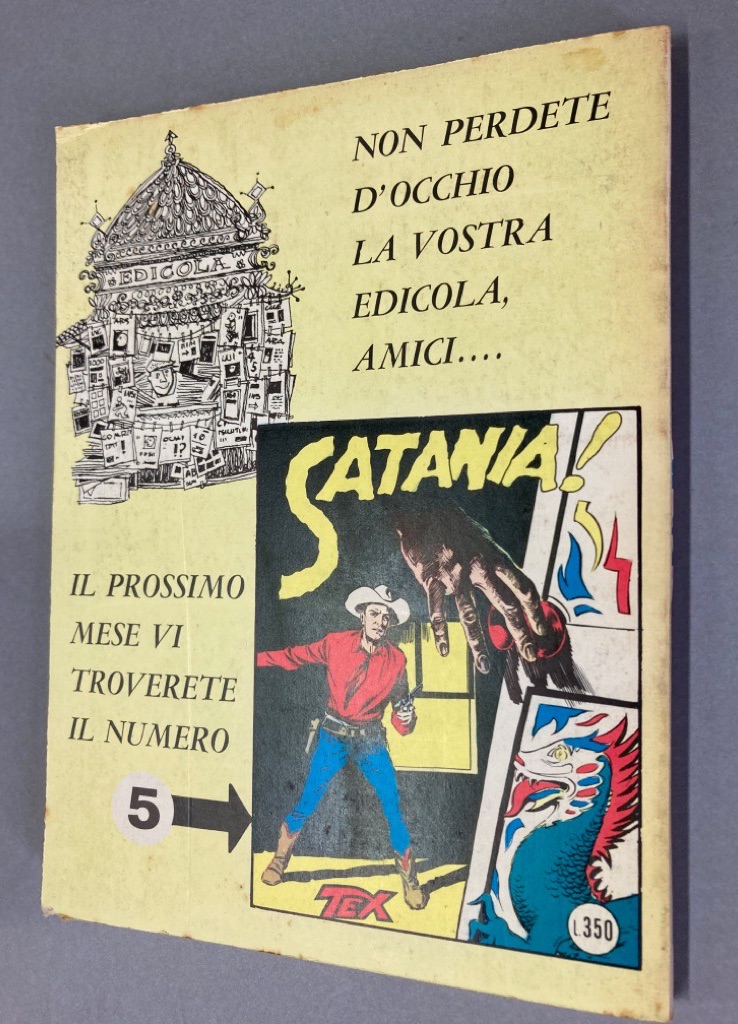 NON PERDETE
D'OCCHIO
LA VOSTRA
EDICOLA,
AMICI....
EDICOLA
SATANIA!
IL PROSSIMO
MESE VI
TROVERETE
IL NUMERO
5
TEX
L.350